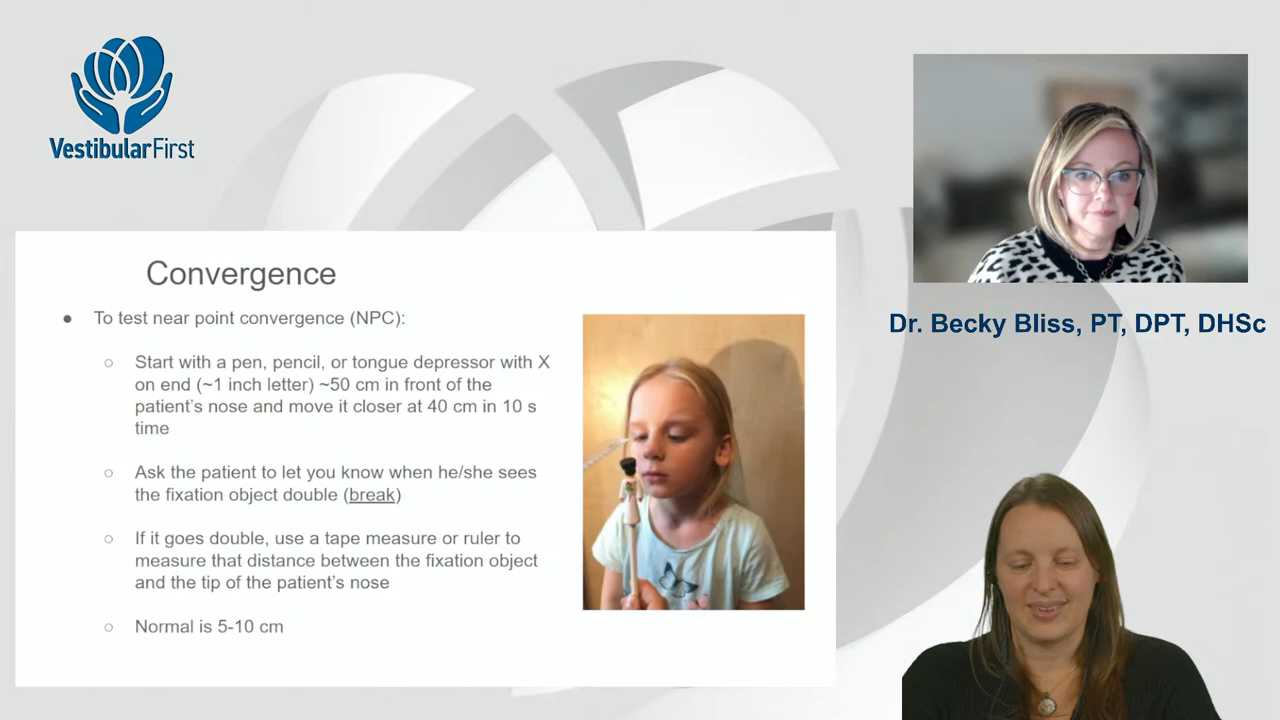 VestibularFirst
Convergence
● To test near point convergence (NPC):
○ Start with a pen, pencil, or tongue depressor with X
on end (~1 inch letter) ~50 cm in front of the
patient's nose and move it closer at 40 cm in 10 s
time
○ Ask the patient to let you know when he/she sees
the fixation object double (break)
○ If it goes double, use a tape measure or ruler to
measure that distance between the fixation object
and the tip of the patient's nose
○ Normal is 5-10 cm
Dr. Becky Bliss, PT, DPT, DHSc